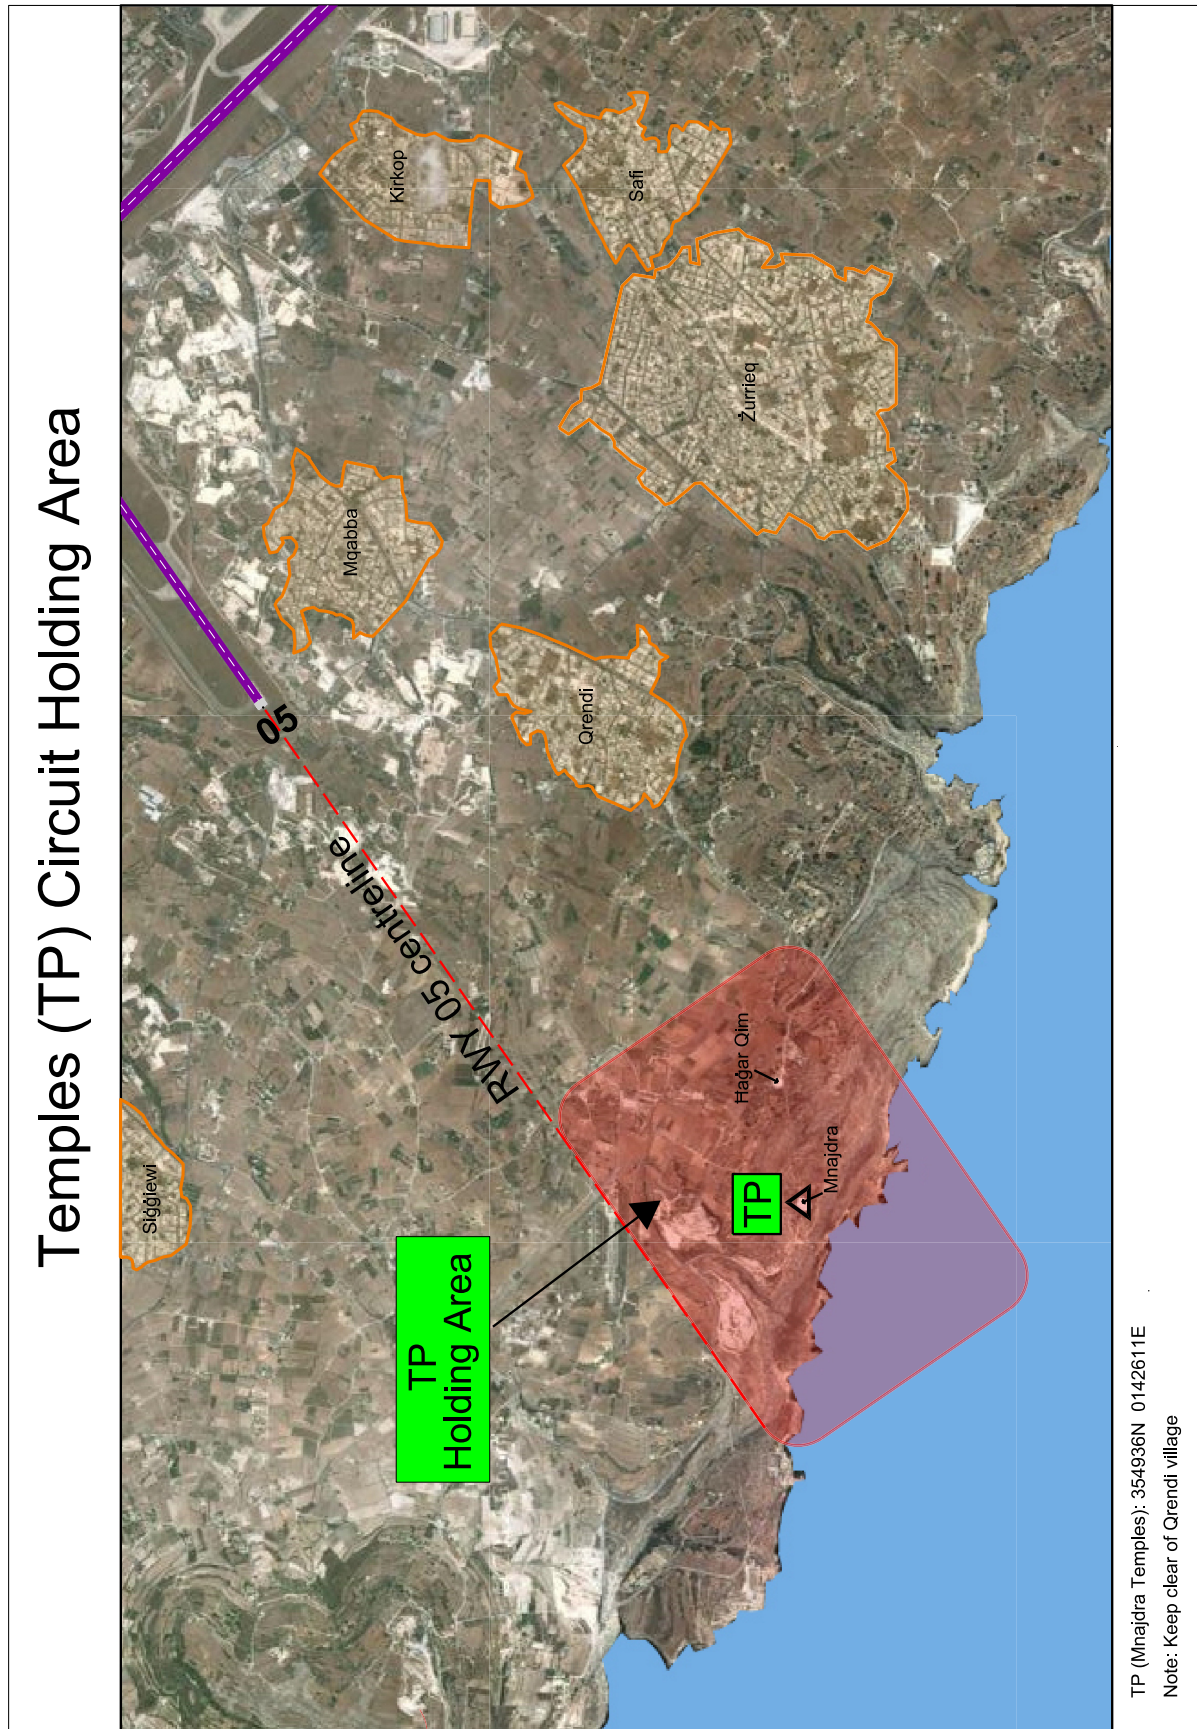 Temples (TP) Circuit Holding Area
Siġġiewi
05
Mqabba
Kirkop
RWY 05 centreline
Qrendi
Safi
Żurrieq
TP
Holding Area
TP
Mnajdra
Ħaġar Qim
TP (Mnajdra Temples): 354936N 0142611E
Note: Keep clear of Qrendi village